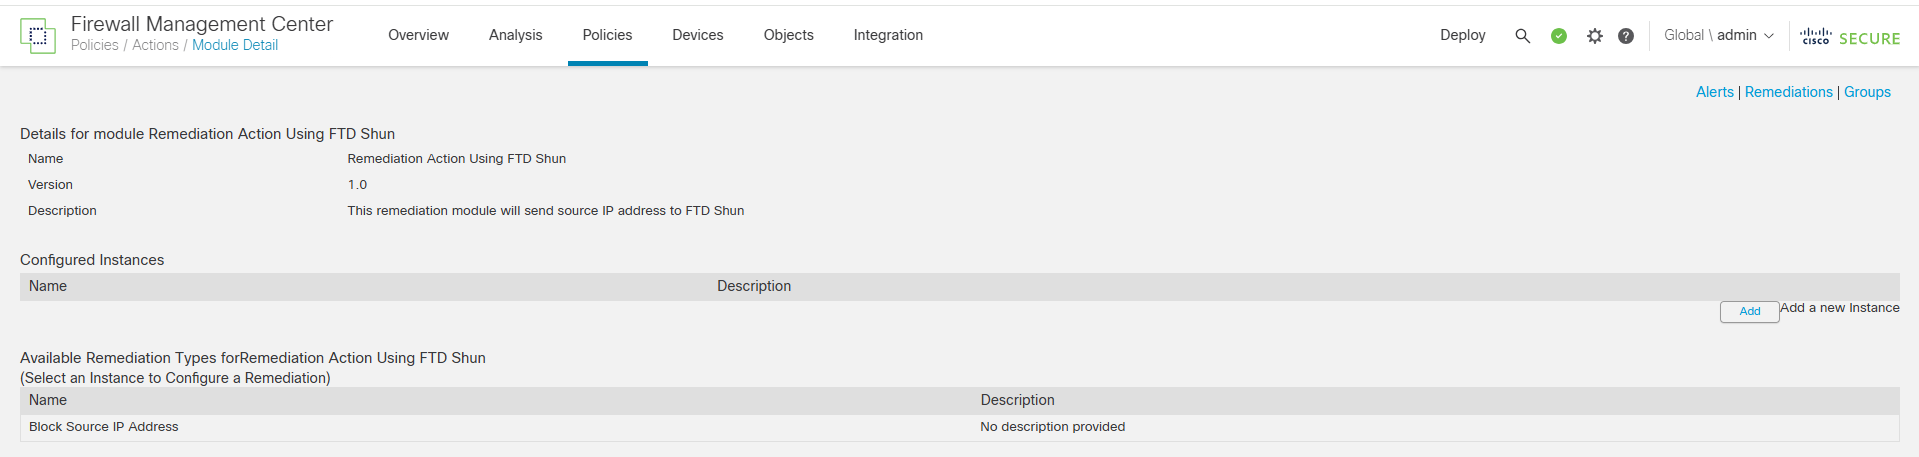 Firewall Management Center
Policies / Actions / Module Detail
Overview Analysis Policies Devices Objects Integration
Deploy Global \ admin cisco SECURE
Alerts | Remediations | Groups
Details for module Remediation Action Using FTD Shun
Name Remediation Action Using FTD Shun
Version 1.0
Description This remediation module will send source IP address to FTD Shun
Configured Instances
Name Description
Add Add a new Instance
Available Remediation Types forRemediation Action Using FTD Shun
(Select an Instance to Configure a Remediation)
Name Description
Block Source IP Address No description provided